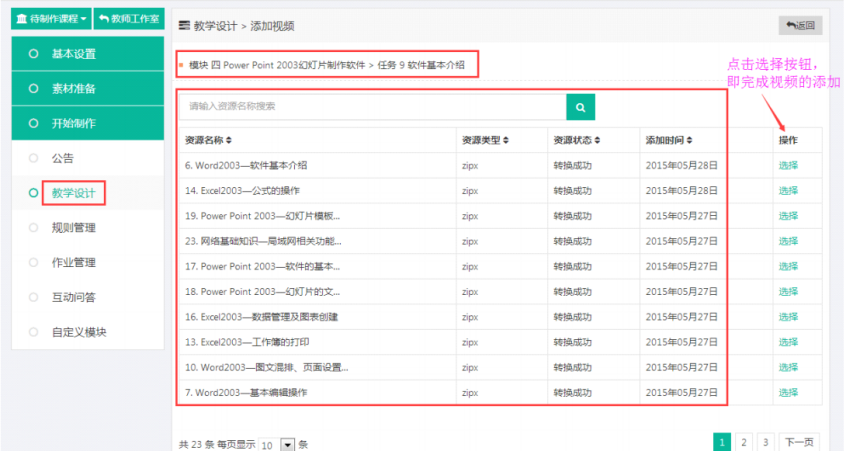 待制作课程 教师工作室
教学设计 > 添加视频
返回
基本设置
素材准备
开始制作
公告
教学设计
规则管理
作业管理
互动问答
自定义模块
模块 四 Power Point 2003幻灯片制作软件 > 任务 9 软件基本介绍
点击选择按钮，
即完成视频的添加
请输入资源名称搜索
资源名称 资源类型 资源状态 添加时间 操作
6. Word2003—软件基本介绍 zipx 转换成功 2015年05月28日 选择
14. Excel2003—公式的操作 zipx 转换成功 2015年05月28日 选择
19. Power Point 2003—幻灯片模板... zipx 转换成功 2015年05月27日 选择
23. 网络基础知识—局域网相关功能... zipx 转换成功 2015年05月27日 选择
17. Power Point 2003—软件的基本... zipx 转换成功 2015年05月27日 选择
18. Power Point 2003—幻灯片的文... zipx 转换成功 2015年05月27日 选择
16. Excel2003—数据管理及图表创建 zipx 转换成功 2015年05月27日 选择
13. Excel2003—工作簿的打印 zipx 转换成功 2015年05月27日 选择
10. Word2003—图文混排、页面设置... zipx 转换成功 2015年05月27日 选择
7. Word2003—基本编辑操作 zipx 转换成功 2015年05月27日 选择
共 23 条 每页显示 10 条
1 2 3 下一页